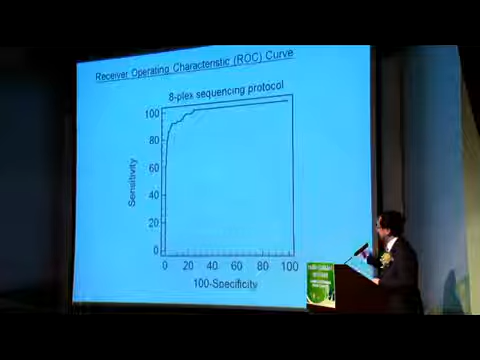 Receiver Operating Characteristic (ROC) Curve
8-plex sequencing protocol
100
80
60
40
20
0
Sensitivity
0 20 40 60 80 100
100-Specificity